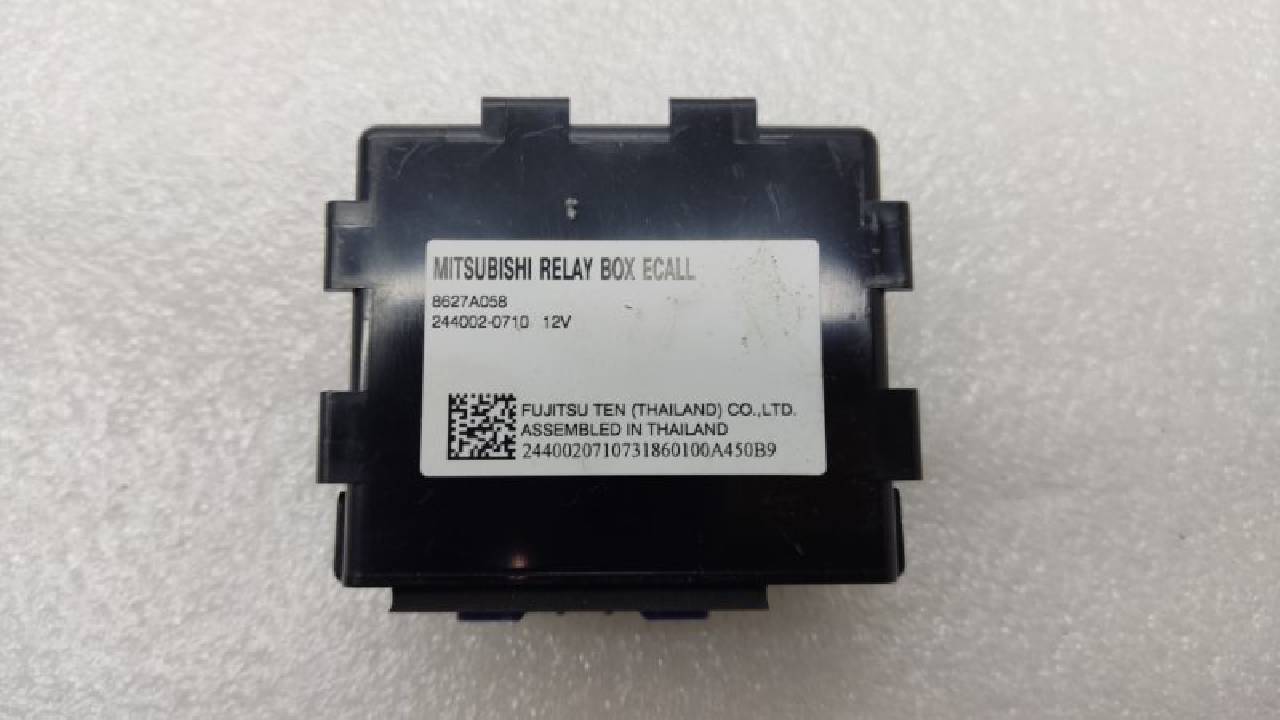 MITSUBISHI RELAY BOX ECALL
8627A058
244002-0710 12V
FUJITSU TEN (THAILAND) CO.,LTD.
ASSEMBLED IN THAILAND
2440020710731860100A450B9